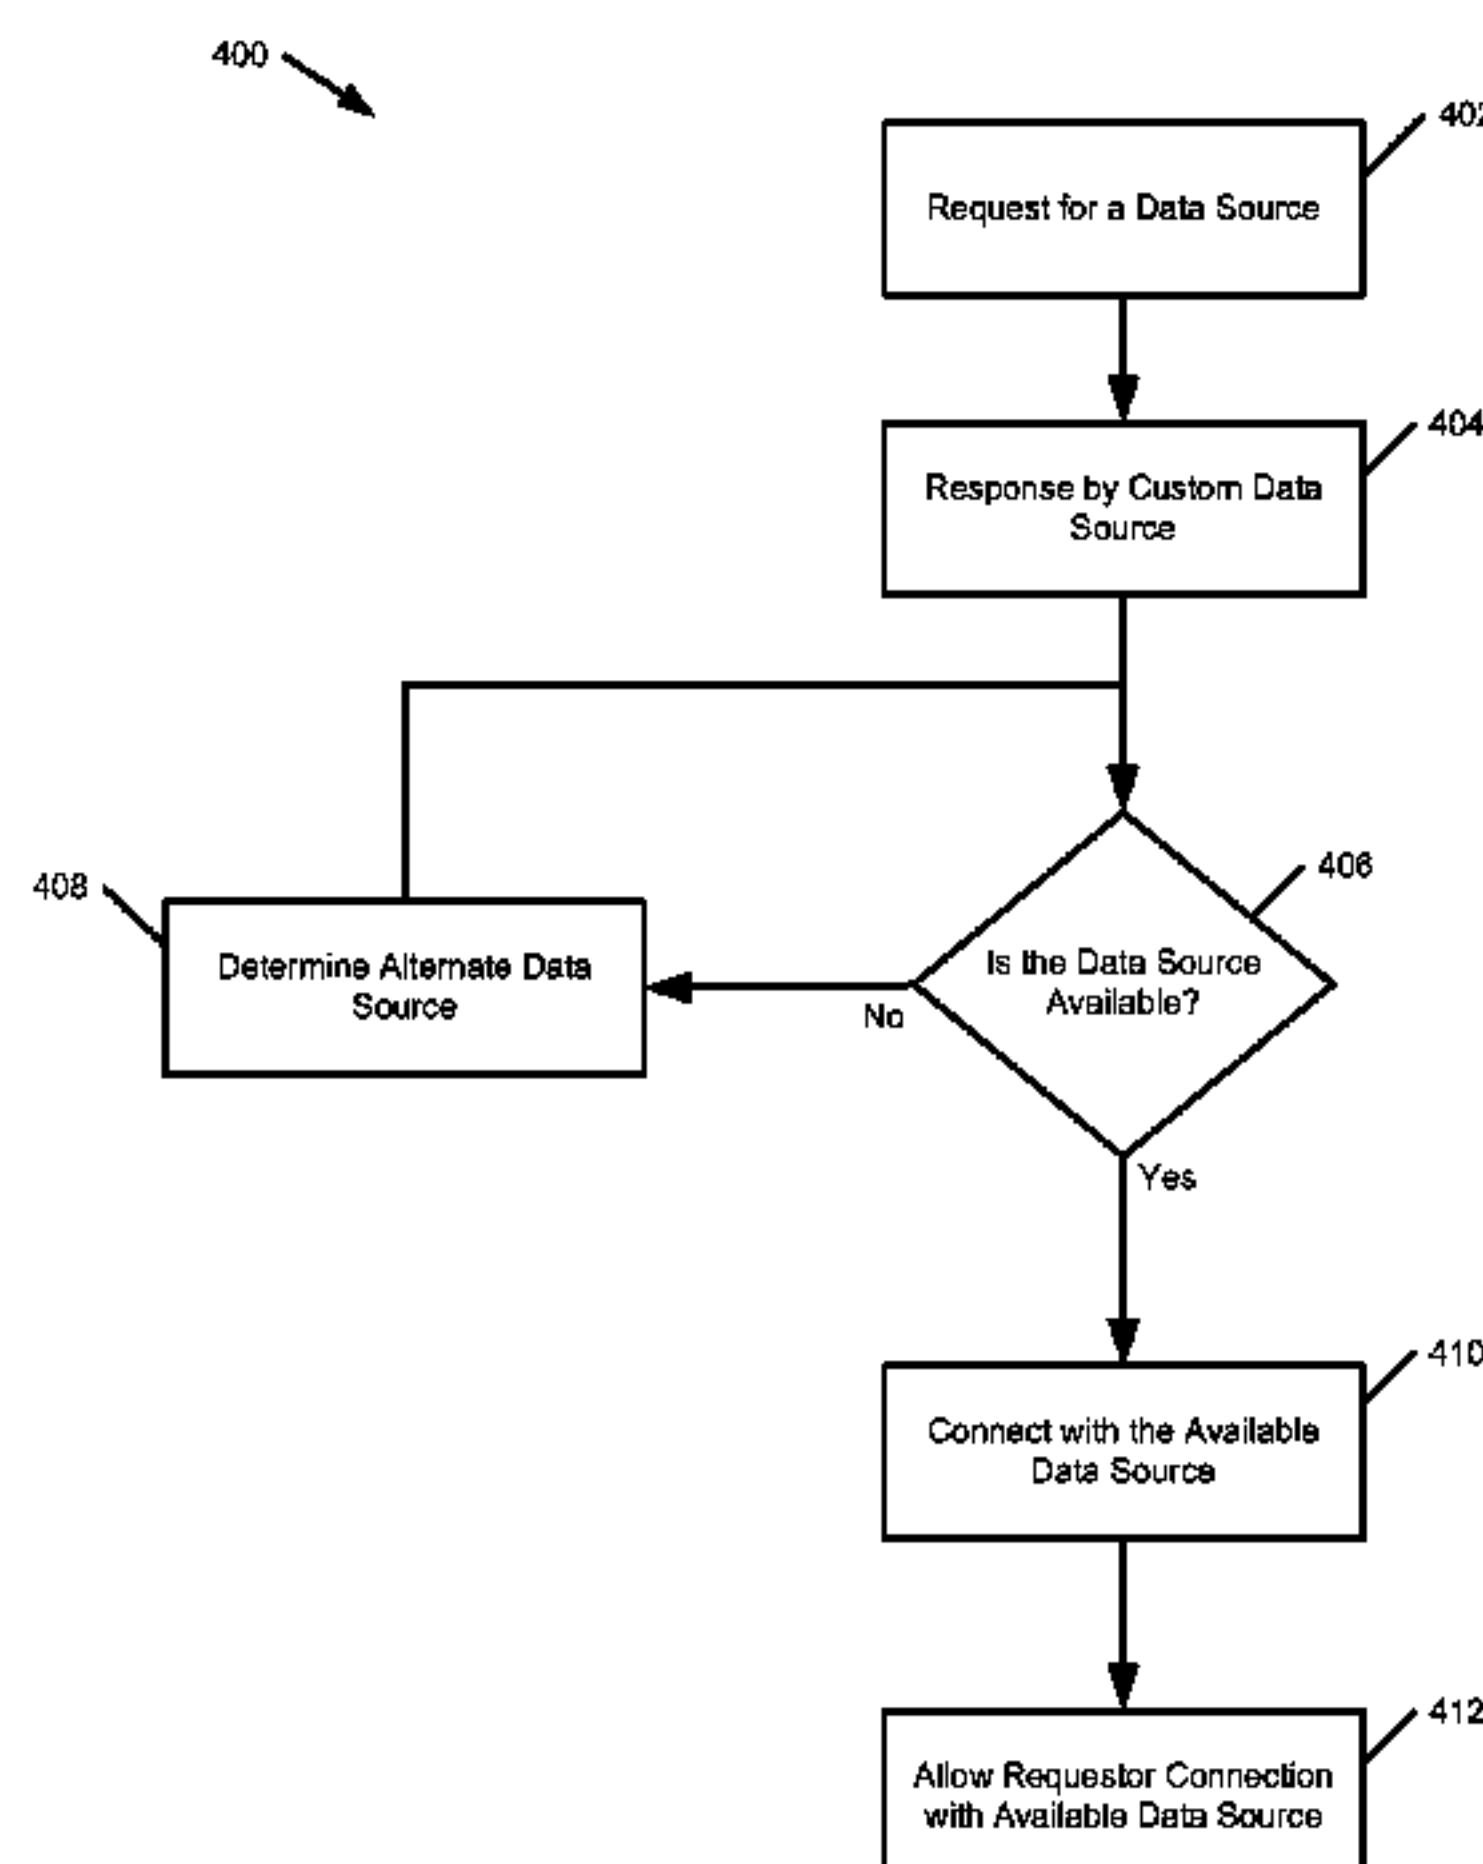 400
402
Request for a Data Source
404
Response by Custom Data
Source
406
408
Determine Alternate Data
Source
Is the Data Source
Available?
No
Yes
410
Connect with the Available
Data Source
412
Allow Requestor Connection
with Available Data Source